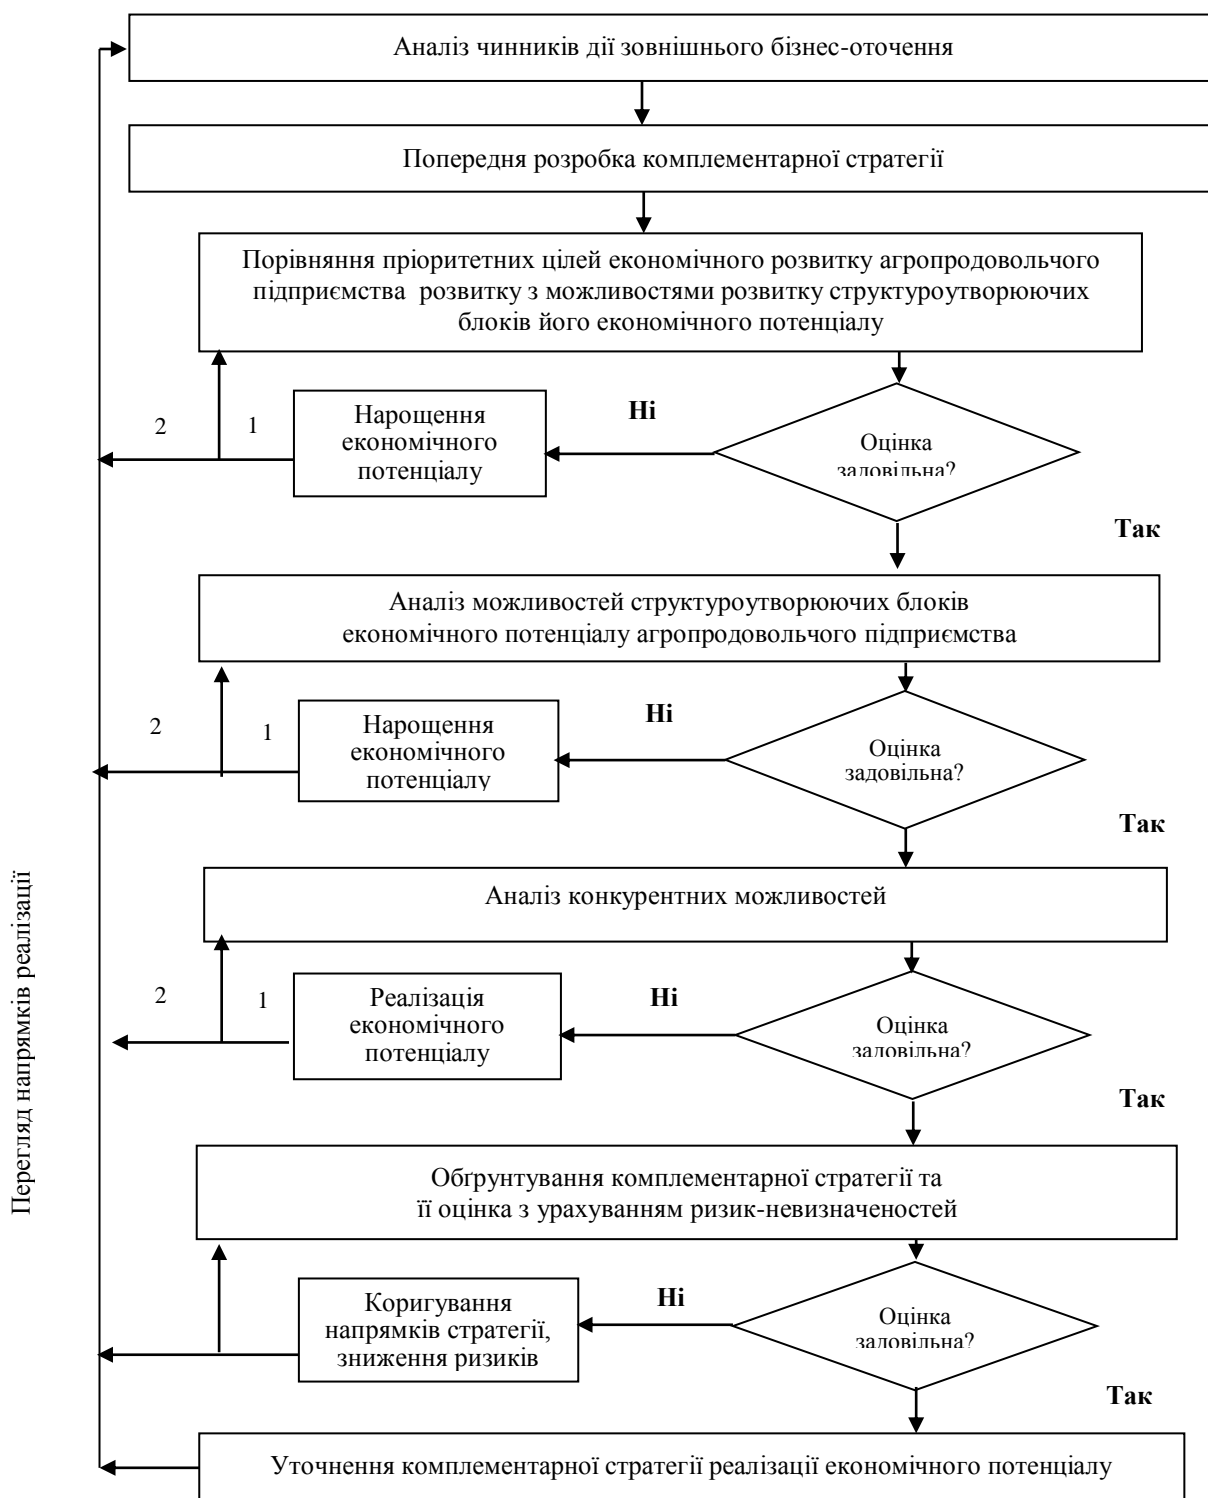 Аналіз чинників дії зовнішнього бізнес-оточення
Попередня розробка комплементарної стратегії
Порівняння пріоритетних цілей економічного розвитку агропродовольчого
підприємства розвитку з можливостями розвитку структуроутворюючих
блоків його економічного потенціалу
2
1
Нарощення
економічного
потенціалу
Ні
Оцінка
задовільна?
Так
Аналіз можливостей структуроутворюючих блоків
економічного потенціалу агропродовольчого підприємства
2
1
Нарощення
економічного
потенціалу
Ні
Оцінка
задовільна?
Так
Аналіз конкурентних можливостей
2
1
Реалізація
економічного
потенціалу
Ні
Оцінка
задовільна?
Так
Перегляд напрямків реалізації
Обґрунтування комплементарної стратегії та
її оцінка з урахуванням ризик-невизначеностей
Коригування
напрямків стратегії,
зниження ризиків
Ні
Оцінка
задовільна?
Так
Уточнення комплементарної стратегії реалізації економічного потенціалу